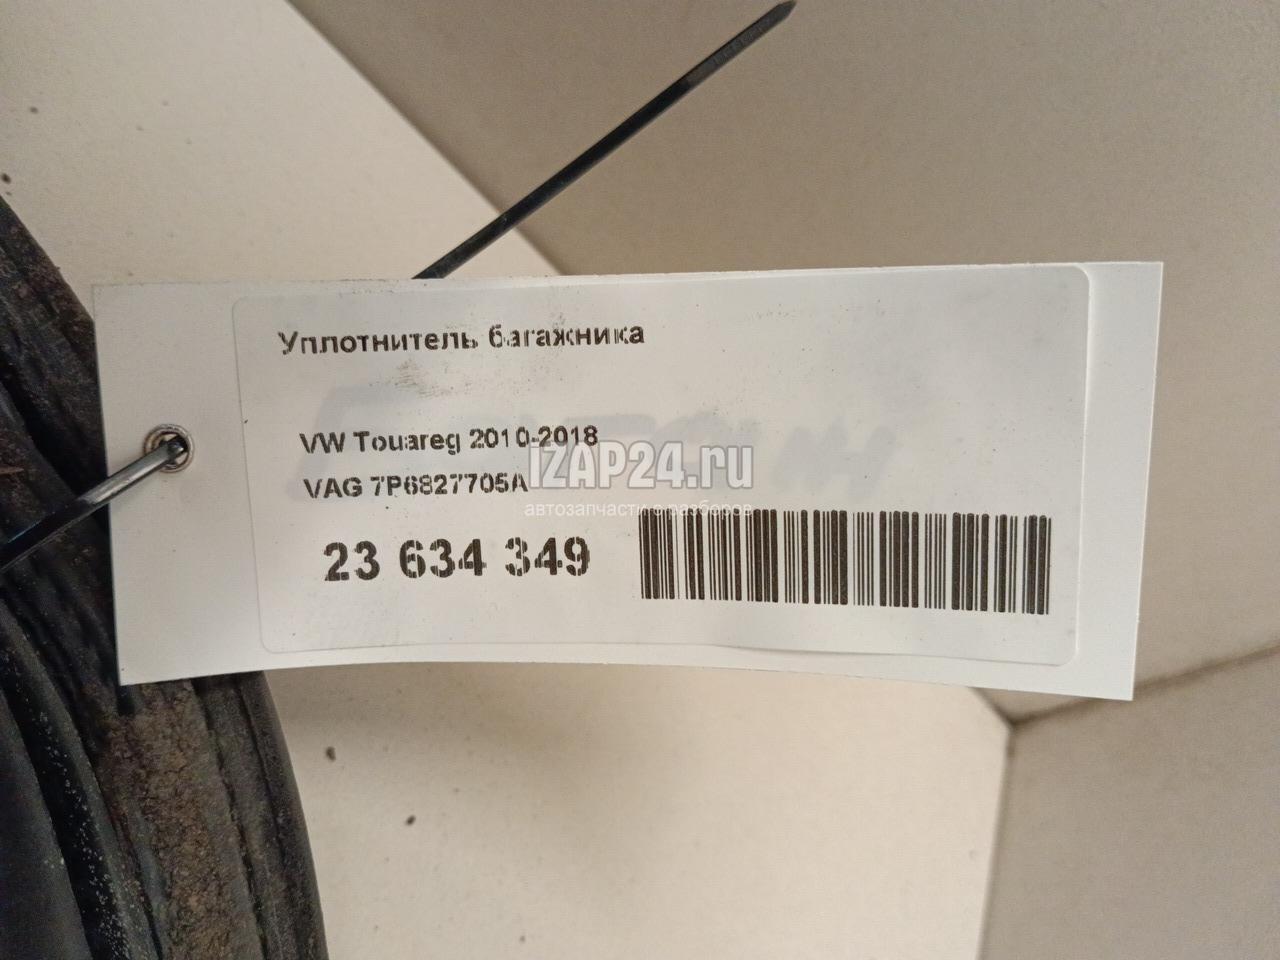 Уплотнитель багажника
VW Touareg 2010-2018
VAG 7P6827705A
iZAP24.ru
автозапчасти с разборов
23 634 349